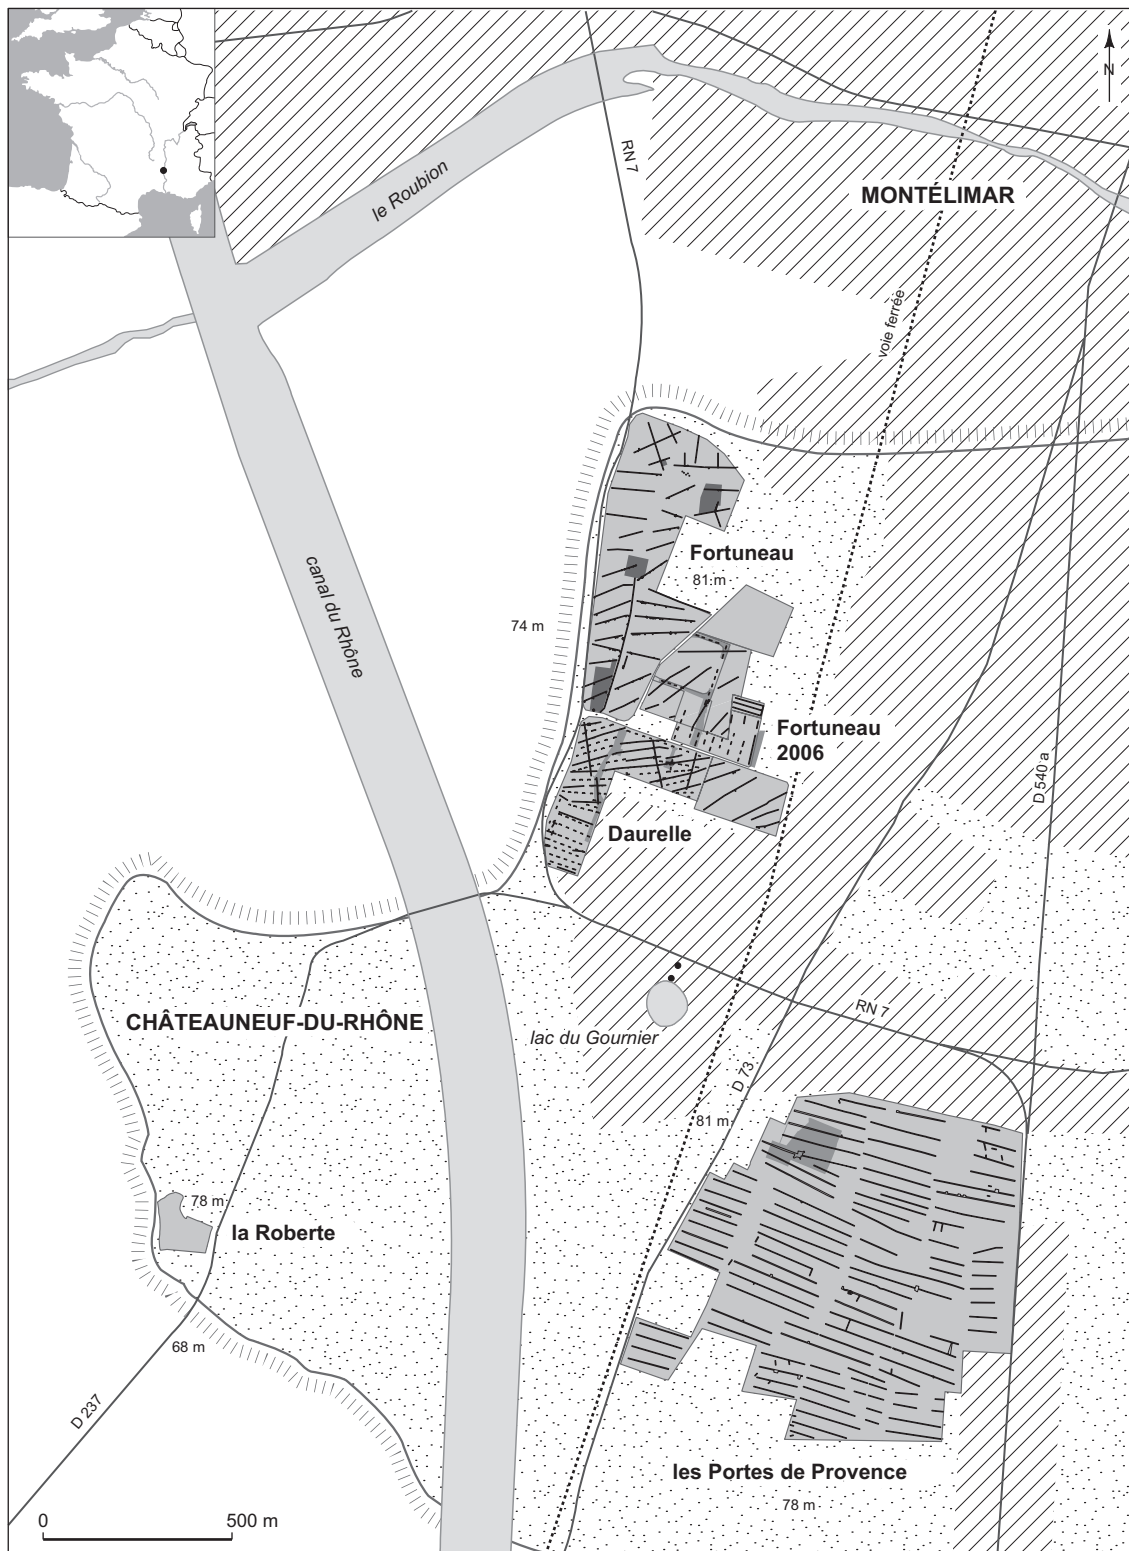 N
RN 7
le Roubion
MONTÉLIMAR
voie ferrée
Fortuneau
81 m
canal du Rhône
74 m
Fortuneau
2006
D 540 a
Daurelle
RN 7
CHÂTEAUNEUF-DU-RHÔNE
lac du Gournier
D 73
81 m
78 m
la Roberte
68 m
D 237
les Portes de Provence
78 m
0 500 m